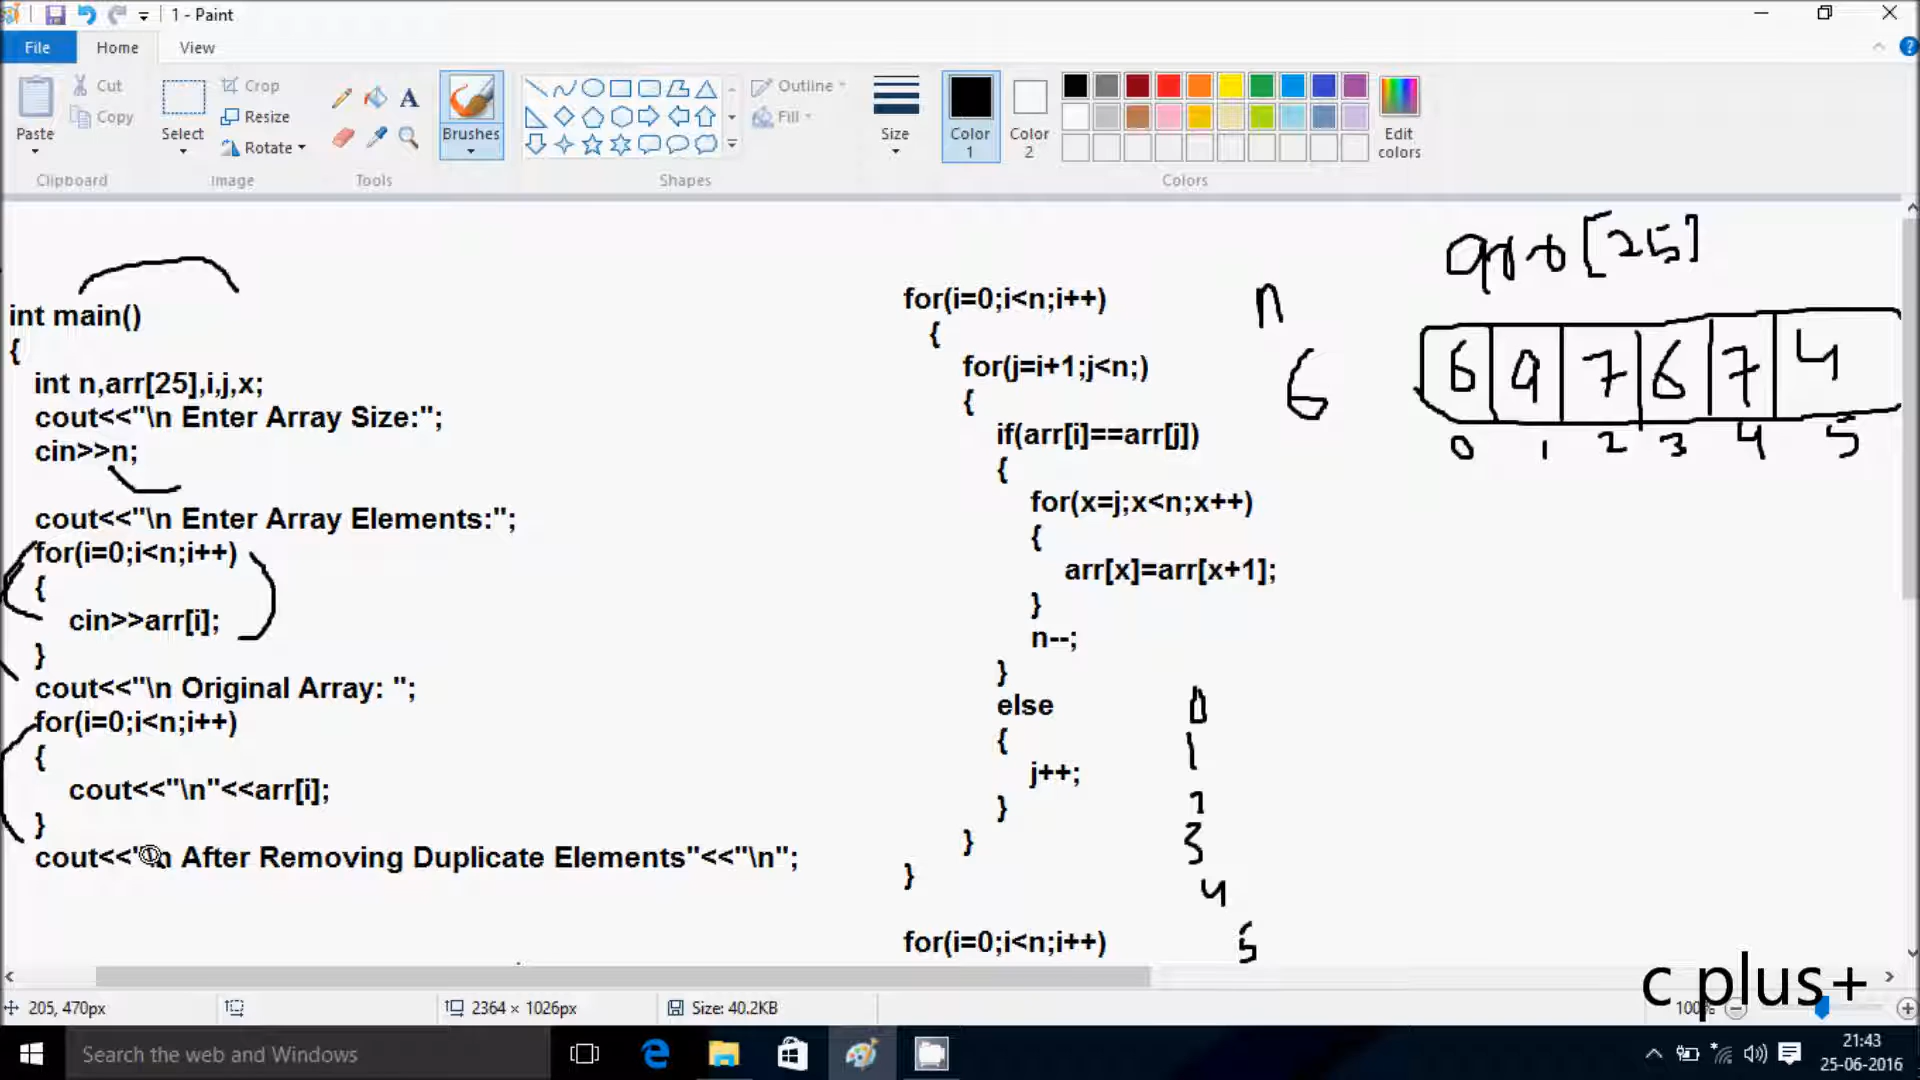 1 - Paint
File Home View
Paste
Cut
Copy
Clipboard
Select
Crop
Resize
Rotate
Image
Tools
Brushes
Shapes
Outline
Fill
Size
Color 1
Color 2
Edit colors
Colors
int main()
{
int n,arr[25],i,j,x;
cout<<"\n Enter Array Size:";
cin>>n;
cout<<"\n Enter Array Elements:";
for(i=0;i<n;i++)
{
cin>>arr[i];
}
cout<<"\n Original Array: ";
for(i=0;i<n;i++)
{
cout<<"\n"<<arr[i];
}
cout<<"\n After Removing Duplicate Elements"<<"\n";
for(i=0;i<n;i++)
{
for(j=i+1;j<n;)
{
if(arr[i]==arr[j])
{
for(x=j;x<n;x++)
{
arr[x]=arr[x+1];
}
n--;
}
else
{
j++;
}
}
}
for(i=0;i<n;i++)
0
1
2
3
4
5
n
6
[25]
6 9 7 6 7 4
0 1 2 3 4 5
c plus+
205, 470px
2364 × 1026px
Size: 40.2KB
100%
Search the web and Windows
21:43
25-06-2016